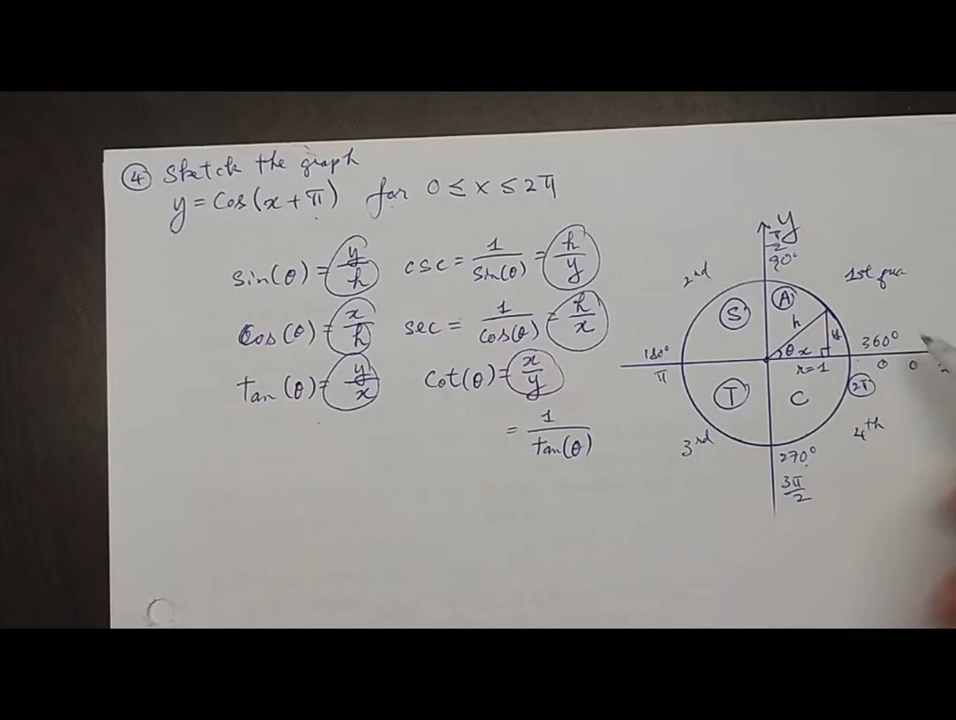 ④ Sketch the graph
y = Cos(x + π) for 0 ≤ x ≤ 2π
sin(θ) = y/h csc = 1/sin(θ) = h/y
Cos(θ) = x/h sec = 1/cos(θ) = h/x
tan(θ) = y/x Cot(θ) = x/y
= 1/tan(θ)
y
π/2
90°
2nd
1st qua
S
A
h
y
θ x
r=1
180°
π
360°
0 0
2π
T
C
3rd
4th
270°
3π/2